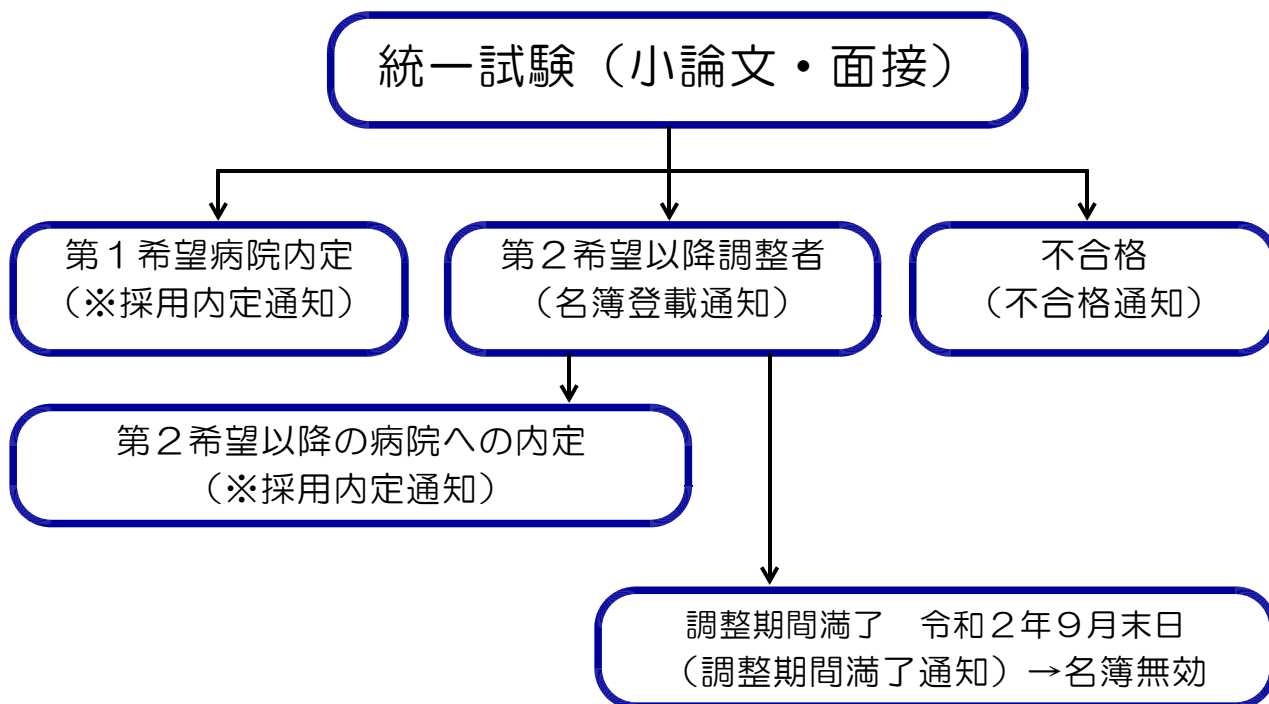 統一試験（小論文・面接）
第１希望病院内定
（※採用内定通知）
第２希望以降調整者
（名簿登載通知）
不合格
（不合格通知）
第２希望以降の病院への内定
（※採用内定通知）
調整期間満了　令和２年９月末日
（調整期間満了通知）→名簿無効